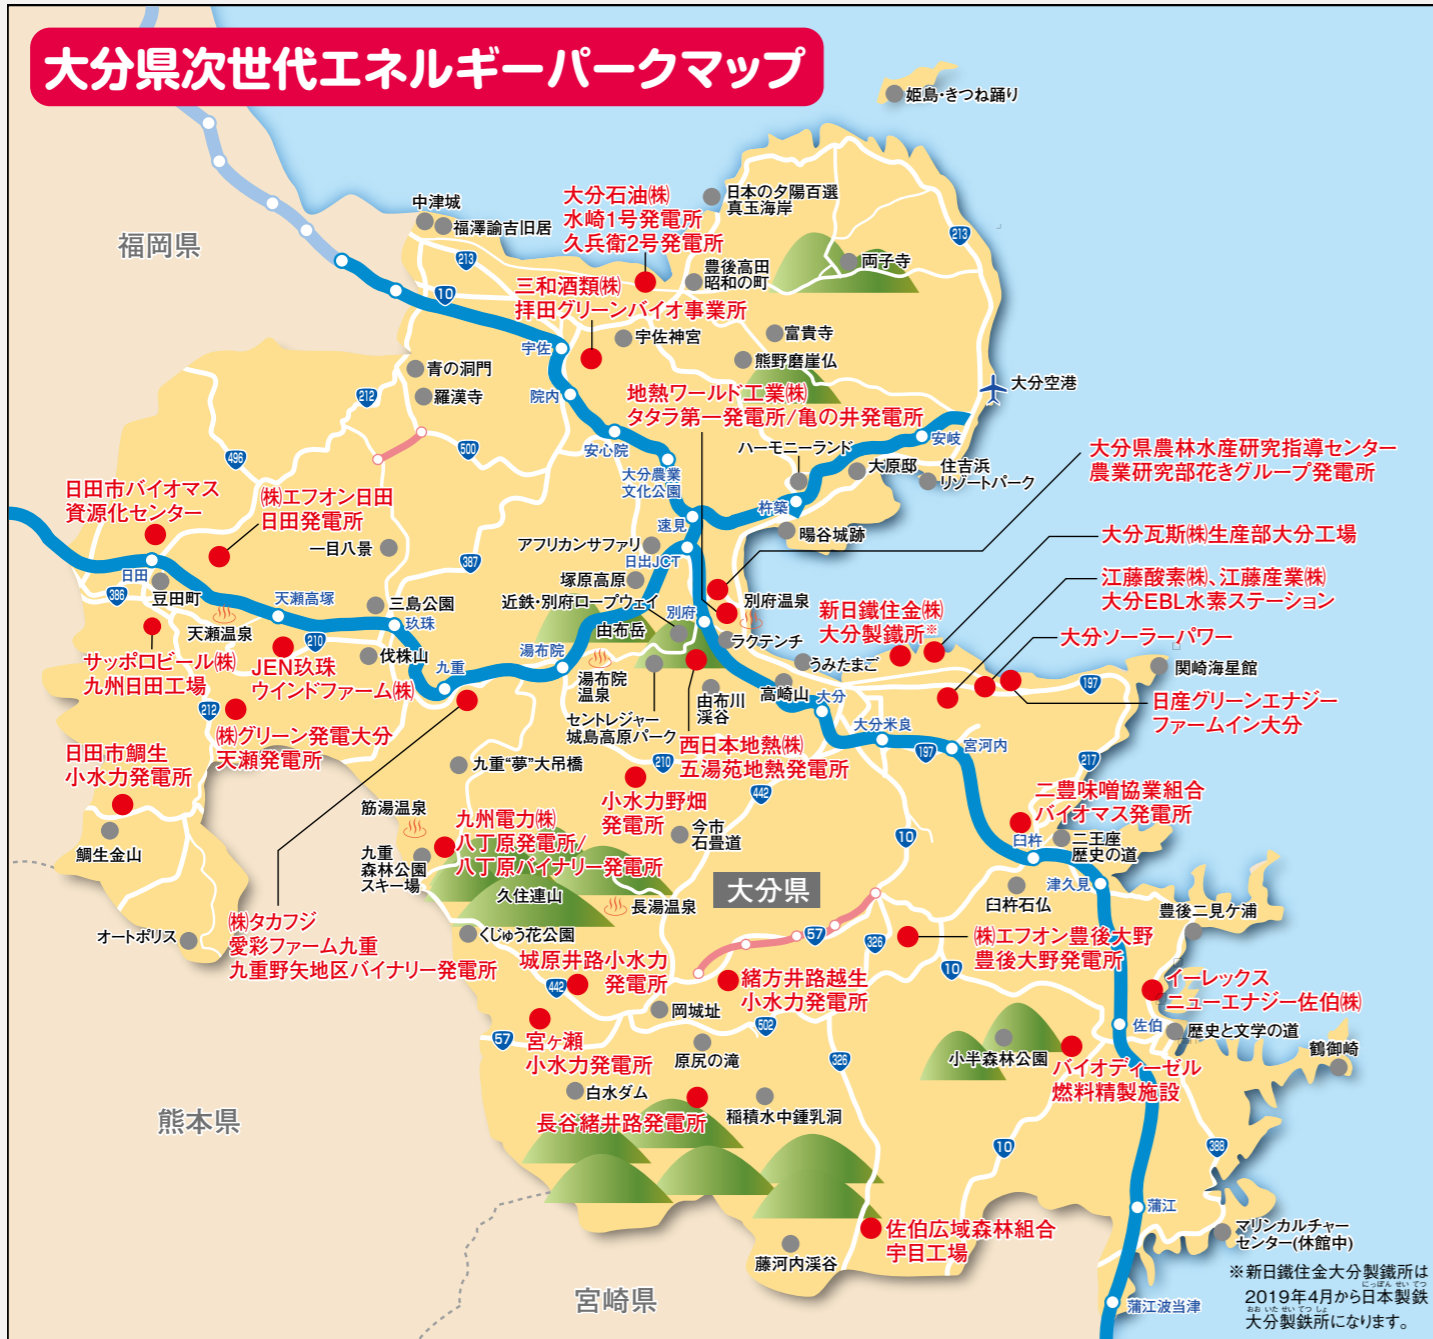 大分県次世代エネルギーパークマップ
姫島・きつね踊り
福岡県
中津城
福澤諭吉旧居
大分石油㈱
水崎1号発電所
久兵衛2号発電所
日本の夕陽百選
真玉海岸
213
213
10
豊後高田
昭和の町
両子寺
三和酒類㈱
拝田グリーンバイオ事業所
宇佐
宇佐神宮
富貴寺
熊野磨崖仏
青の洞門
羅漢寺
212
院内
地熱ワールド工業㈱
タタラ第一発電所/亀の井発電所
大分空港
500
496
安心院
大分農業
文化公園
ハーモニーランド
安岐
大原邸
住吉浜
リゾートパーク
大分県農林水産研究指導センター
農業研究部花きグループ発電所
日田市バイオマス
資源化センター
㈱エフオン日田
日田発電所
一目八景
387
速見
杵築
暘谷城跡
アフリカンサファリ
日出JCT
塚原高原
近鉄・別府ロープウェイ
大分瓦斯㈱生産部大分工場
日田
386
豆田町
天瀬高塚
天瀬温泉
三島公園
玖珠
210
江藤酸素㈱、江藤産業㈱
大分EBL水素ステーション
別府
別府温泉
新日鐵住金㈱
大分製鐵所※
大分ソーラーパワー
由布岳
ラクテンチ
うみたまご
サッポロビール㈱
九州日田工場
JEN玖珠
ウインドファーム㈱
伐株山
九重
湯布院
湯布院
温泉
セントレジャー
城島高原パーク
由布川
渓谷
高崎山
大分
関崎海星館
197
日産グリーンエナジー
ファームイン大分
212
㈱グリーン発電大分
天瀬発電所
西日本地熱㈱
五湯苑地熱発電所
大分米良
197
宮河内
217
日田市鯛生
小水力発電所
鯛生金山
九重“夢”大吊橋
210
小水力野畑
発電所
442
二豊味噌協業組合
バイオマス発電所
筋湯温泉
九州電力㈱
八丁原発電所/
八丁原バイナリー発電所
今市
石畳道
10
臼杵
二王座
歴史の道
九重
森林公園
スキー場
久住連山
大分県
津久見
臼杵石仏
長湯温泉
豊後二見ケ浦
㈱タカフジ
愛彩ファーム九重
九重野矢地区バイナリー発電所
オートポリス
くじゅう花公園
57
326
㈱エフオン豊後大野
豊後大野発電所
10
城原井路小水力
発電所
442
緒方井路越生
小水力発電所
イーレックス
ニューエナジー佐伯㈱
岡城址
502
佐伯
歴史と文学の道
57
宮ヶ瀬
小水力発電所
原尻の滝
326
小半森林公園
鶴御崎
バイオディーゼル
燃料精製施設
白水ダム
長谷緒井路発電所
稲積水中鍾乳洞
熊本県
10
388
蒲江
佐伯広域森林組合
宇目工場
マリンカルチャー
センター(休館中)
藤河内渓谷
宮崎県
蒲江波当津
※新日鐵住金大分製鐵所は
2019年4月から日本製鉄
にっぽん せい てつ
大分製鉄所になります。
おお いた せい てつ しょ